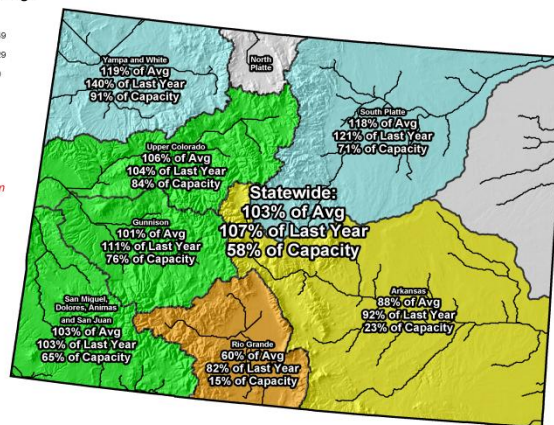 Yampa and White
119% of Avg
140% of Last Year
91% of Capacity
North
Platte
South Platte
118% of Avg
121% of Last Year
71% of Capacity
Upper Colorado
106% of Avg
104% of Last Year
84% of Capacity
Statewide:
103% of Avg
107% of Last Year
58% of Capacity
Gunnison
101% of Avg
111% of Last Year
76% of Capacity
Arkansas
88% of Avg
92% of Last Year
23% of Capacity
San Miguel,
Dolores, Animas
and San Juan
103% of Avg
103% of Last Year
65% of Capacity
Rio Grande
60% of Avg
82% of Last Year
15% of Capacity